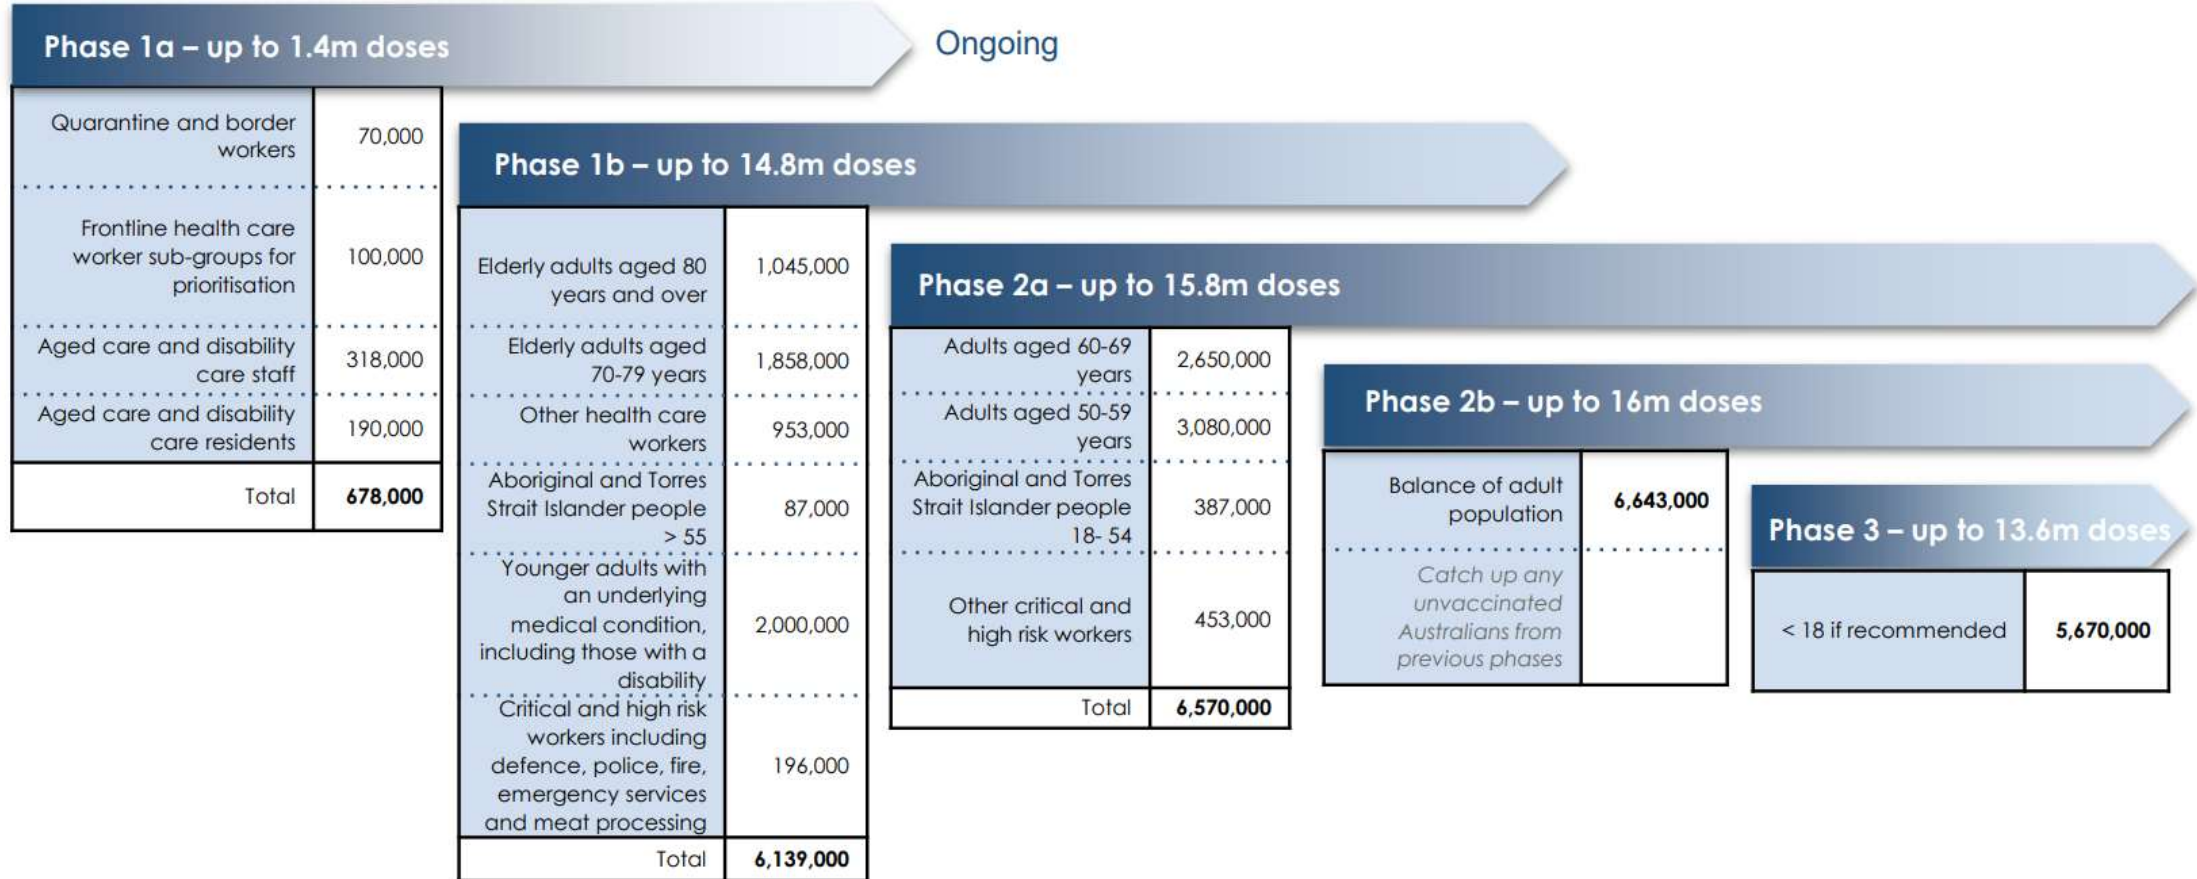 Phase 1a – up to 1.4m doses
Ongoing
Quarantine and border
workers
70,000
Frontline health care
worker sub-groups for
prioritisation
100,000
Aged care and disability
care staff
318,000
Aged care and disability
care residents
190,000
Total
678,000
Phase 1b – up to 14.8m doses
Elderly adults aged 80
years and over
1,045,000
Elderly adults aged
70-79 years
1,858,000
Other health care
workers
953,000
Aboriginal and Torres
Strait Islander people
> 55
87,000
Younger adults with
an underlying
medical condition,
including those with a
disability
2,000,000
Critical and high risk
workers including
defence, police, fire,
emergency services
and meat processing
196,000
Total
6,139,000
Phase 2a – up to 15.8m doses
Adults aged 60-69
years
2,650,000
Adults aged 50-59
years
3,080,000
Aboriginal and Torres
Strait Islander people
18- 54
387,000
Other critical and
high risk workers
453,000
Total
6,570,000
Phase 2b – up to 16m doses
Balance of adult
population
6,643,000
Catch up any
unvaccinated
Australians from
previous phases
Phase 3 – up to 13.6m doses
< 18 if recommended
5,670,000